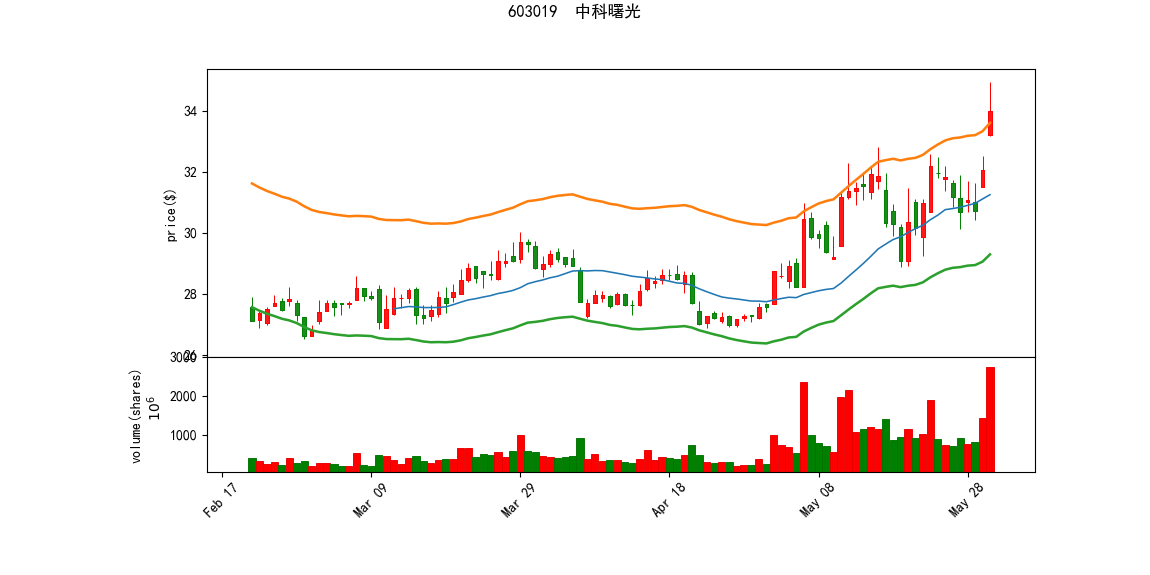 603019 中科曙光
price($)
34
32
30
28
26
volume(shares)
10^6
3000
2000
1000
Feb 17
Mar 09
Mar 29
Apr 18
May 08
May 28